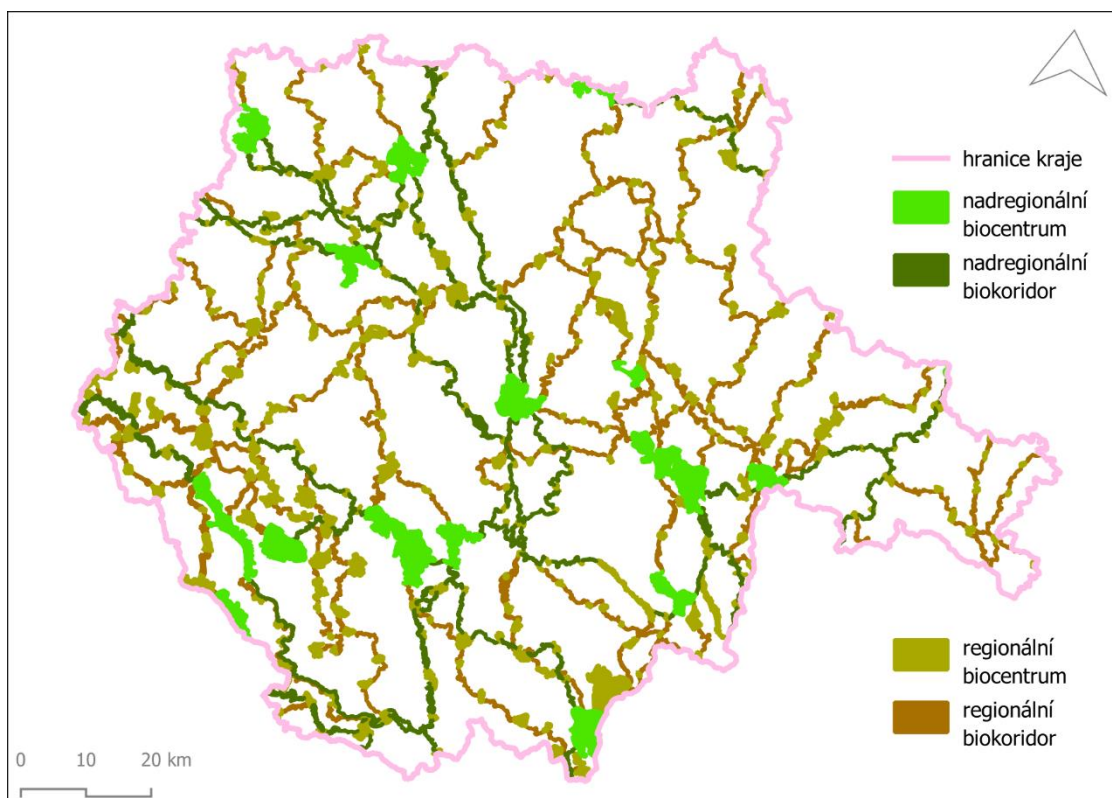 hranice kraje
nadregionální
biocentrum
nadregionální
biokoridor
regionální
biocentrum
regionální
biokoridor
0 10 20 km